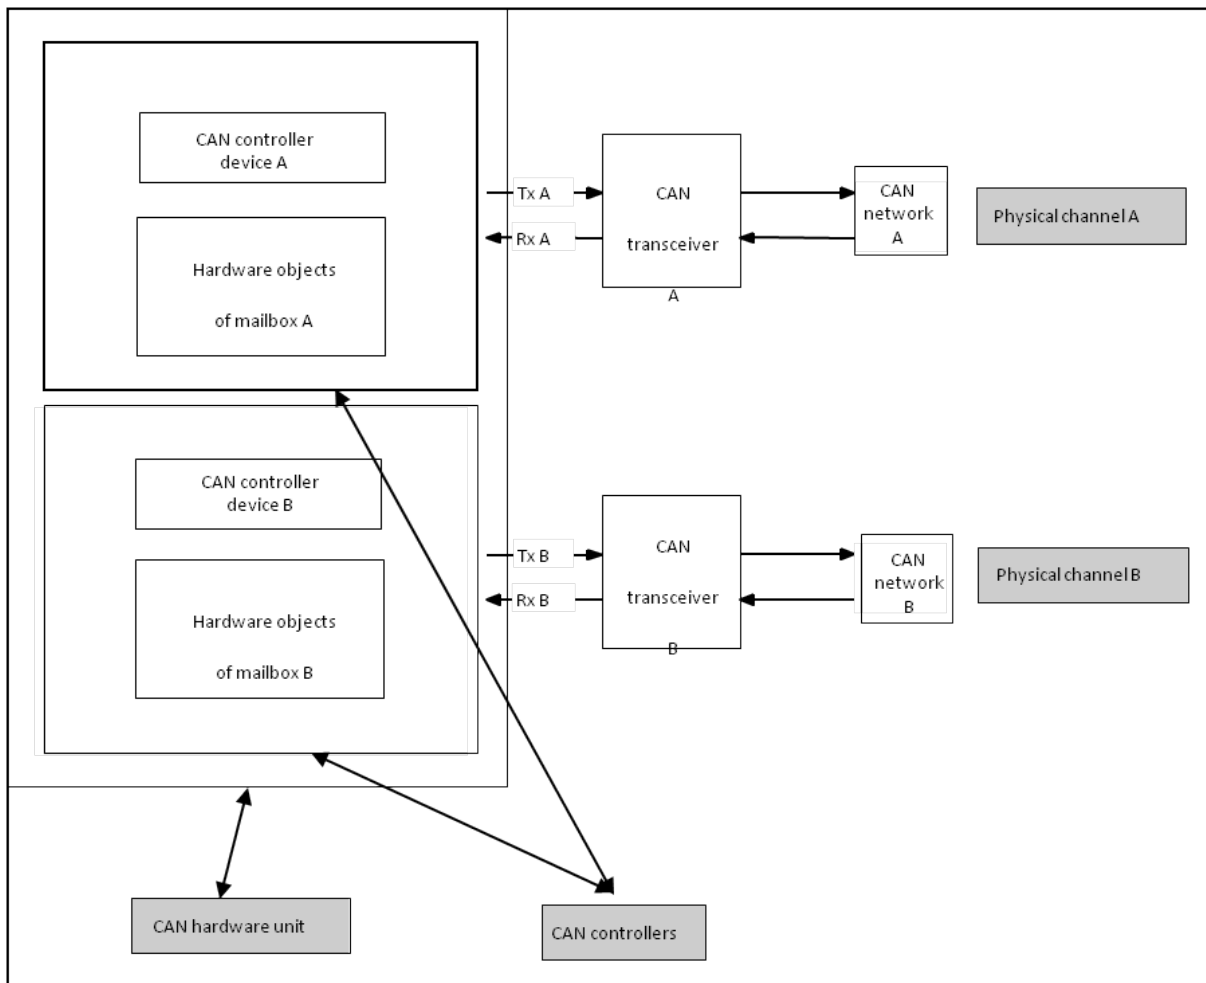 CAN controller
device A
Hardware objects
of mailbox A
Tx A
Rx A
CAN
transceiver
A
CAN
network
A
Physical channel A
CAN controller
device B
Hardware objects
of mailbox B
Tx B
Rx B
CAN
transceiver
B
CAN
network
B
Physical channel B
CAN hardware unit
CAN controllers